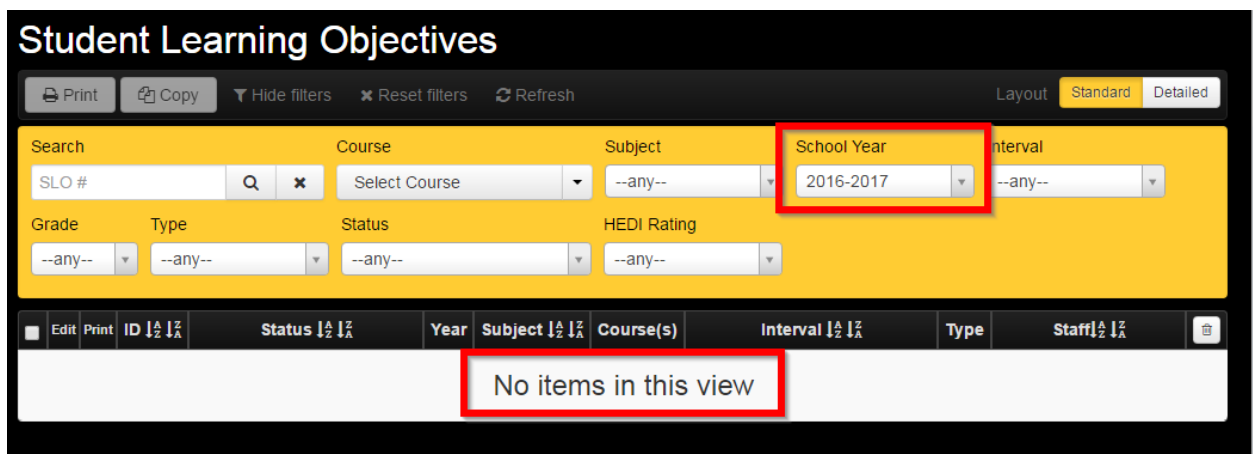 Student Learning Objectives
Print Copy Hide filters Reset filters Refresh Layout Standard Detailed
Search Course Subject School Year Interval
SLO # Select Course --any-- 2016-2017 --any--
Grade Type Status HEDI Rating
--any-- --any-- --any-- --any--
Edit Print ID Status Year Subject Course(s) Interval Type Staff
No items in this view